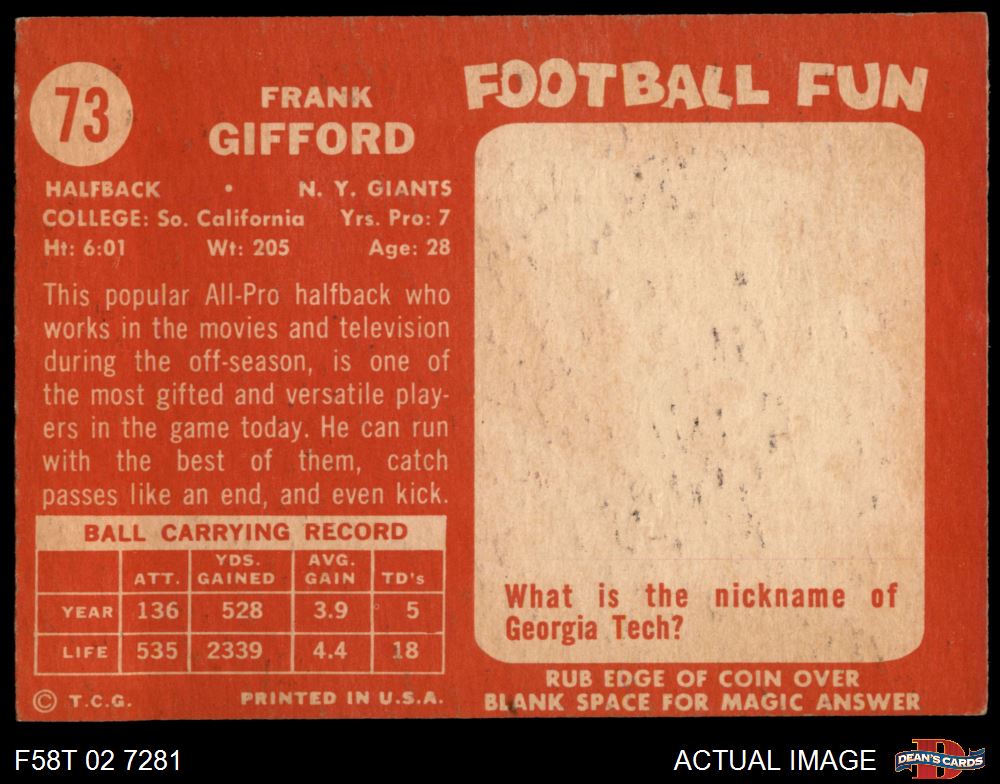 73
FRANK
GIFFORD
HALFBACK • N. Y. GIANTS
COLLEGE: So. California Yrs. Pro: 7
Ht: 6:01 Wt: 205 Age: 28
This popular All-Pro halfback who
works in the movies and television
during the off-season, is one of
the most gifted and versatile play-
ers in the game today. He can run
with the best of them, catch
passes like an end, and even kick.
BALL CARRYING RECORD
ATT. YDS. GAINED AVG. GAIN TD's
YEAR 136 528 3.9 5
LIFE 535 2339 4.4 18
© T.C.G. PRINTED IN U.S.A.
FOOTBALL FUN
What is the nickname of
Georgia Tech?
RUB EDGE OF COIN OVER
BLANK SPACE FOR MAGIC ANSWER
F58T 02 7281
ACTUAL IMAGE
DEAN'S CARDS